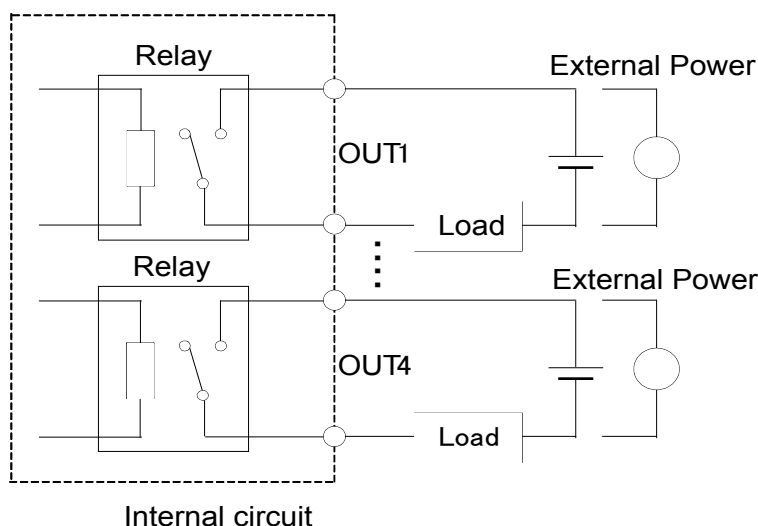 Relay
External Power
OUT1
Load
Relay
External Power
OUT4
Load
Internal circuit